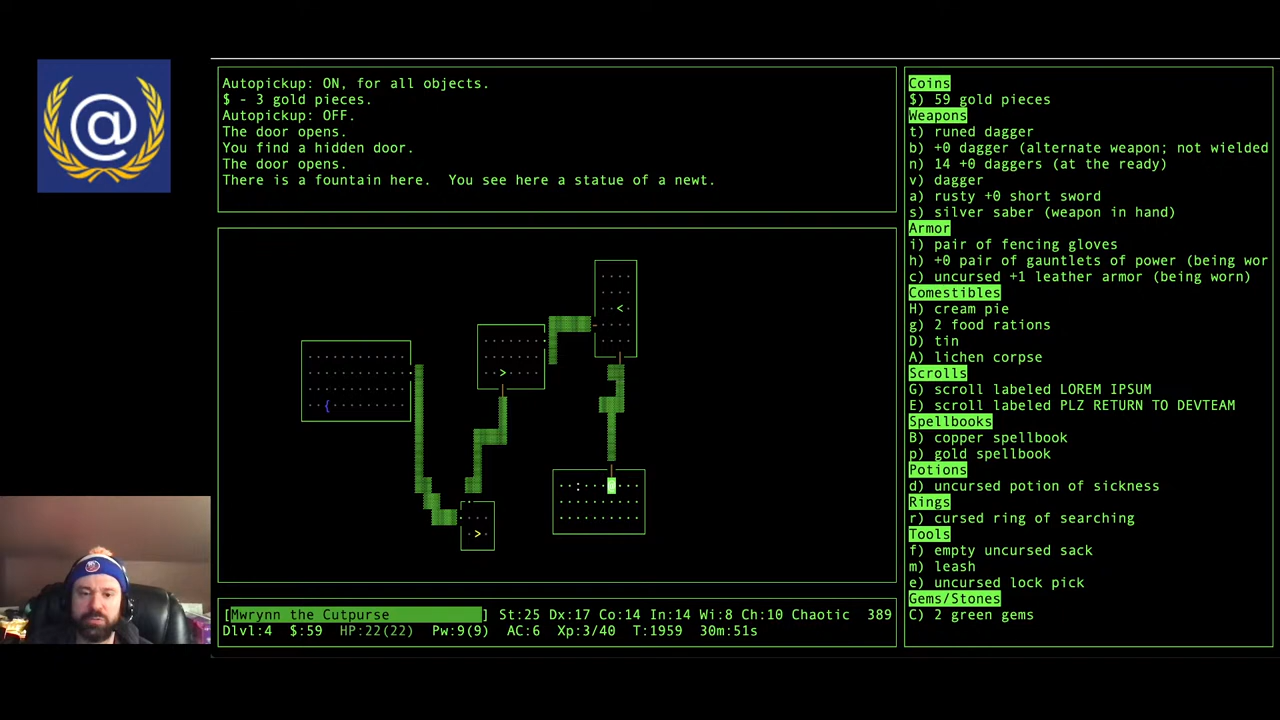 @
Autopickup: ON, for all objects.
$ - 3 gold pieces.
Autopickup: OFF.
The door opens.
You find a hidden door.
The door opens.
There is a fountain here.  You see here a statue of a newt.
<
>
{
>
[Mwrynn the Cutpurse ] St:25 Dx:17 Co:14 In:14 Wi:8 Ch:10 Chaotic 389
Dlvl:4 $:59 HP:22(22) Pw:9(9) AC:6 Xp:3/40 T:1959 30m:51s
Coins
$) 59 gold pieces
Weapons
t) runed dagger
b) +0 dagger (alternate weapon; not wielded
n) 14 +0 daggers (at the ready)
v) dagger
a) rusty +0 short sword
s) silver saber (weapon in hand)
Armor
i) pair of fencing gloves
h) +0 pair of gauntlets of power (being wor
c) uncursed +1 leather armor (being worn)
Comestibles
H) cream pie
g) 2 food rations
D) tin
A) lichen corpse
Scrolls
G) scroll labeled LOREM IPSUM
E) scroll labeled PLZ RETURN TO DEVTEAM
Spellbooks
B) copper spellbook
p) gold spellbook
Potions
d) uncursed potion of sickness
Rings
r) cursed ring of searching
Tools
f) empty uncursed sack
m) leash
e) uncursed lock pick
Gems/Stones
C) 2 green gems